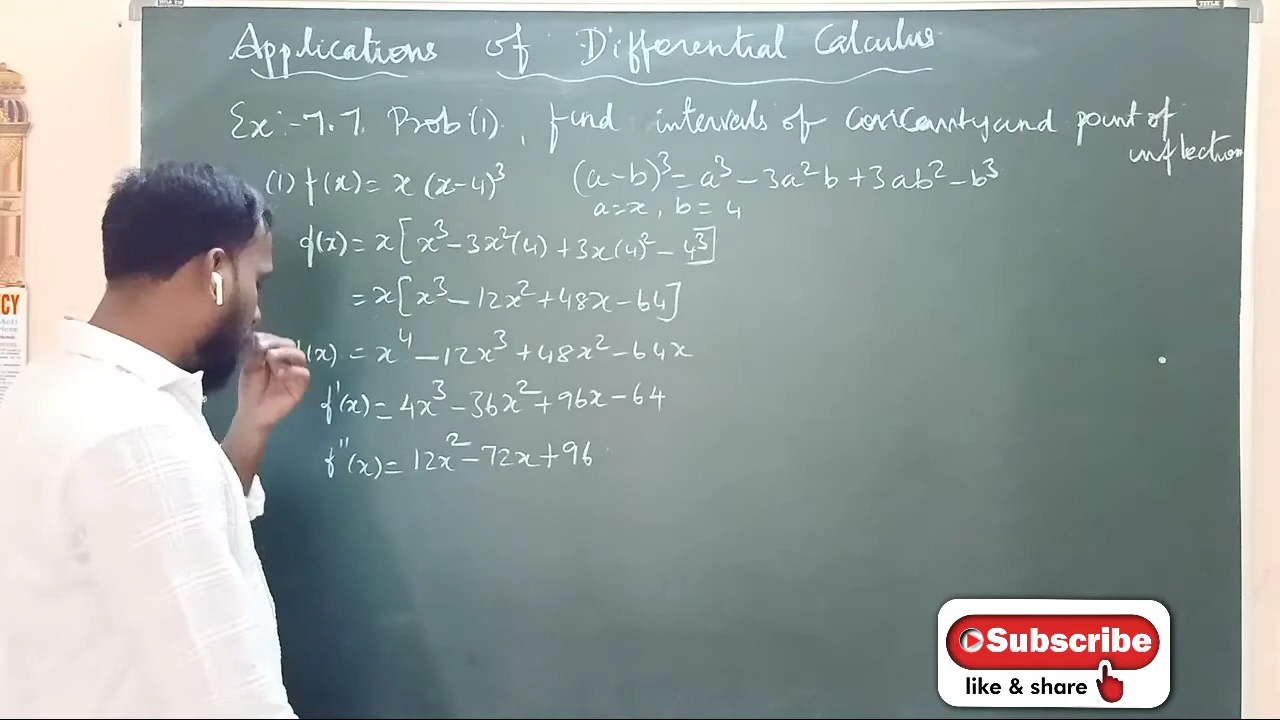 Applications of Differential Calculus
Ex:-7.7 Prob(1), find intervals of concavity and point of
inflection
(1) f(x) = x (x-4)³ (a-b)³ = a³ - 3a²b + 3ab² - b³
a=x, b = 4
f(x) = x[x³ - 3x²(4) + 3x(4)² - 4³]
= x[x³ - 12x² + 48x - 64]
(x) = x⁴ - 12x³ + 48x² - 64x
f'(x) = 4x³ - 36x² + 96x - 64
f''(x) = 12x² - 72x + 96
CY
Subscribe
like & share